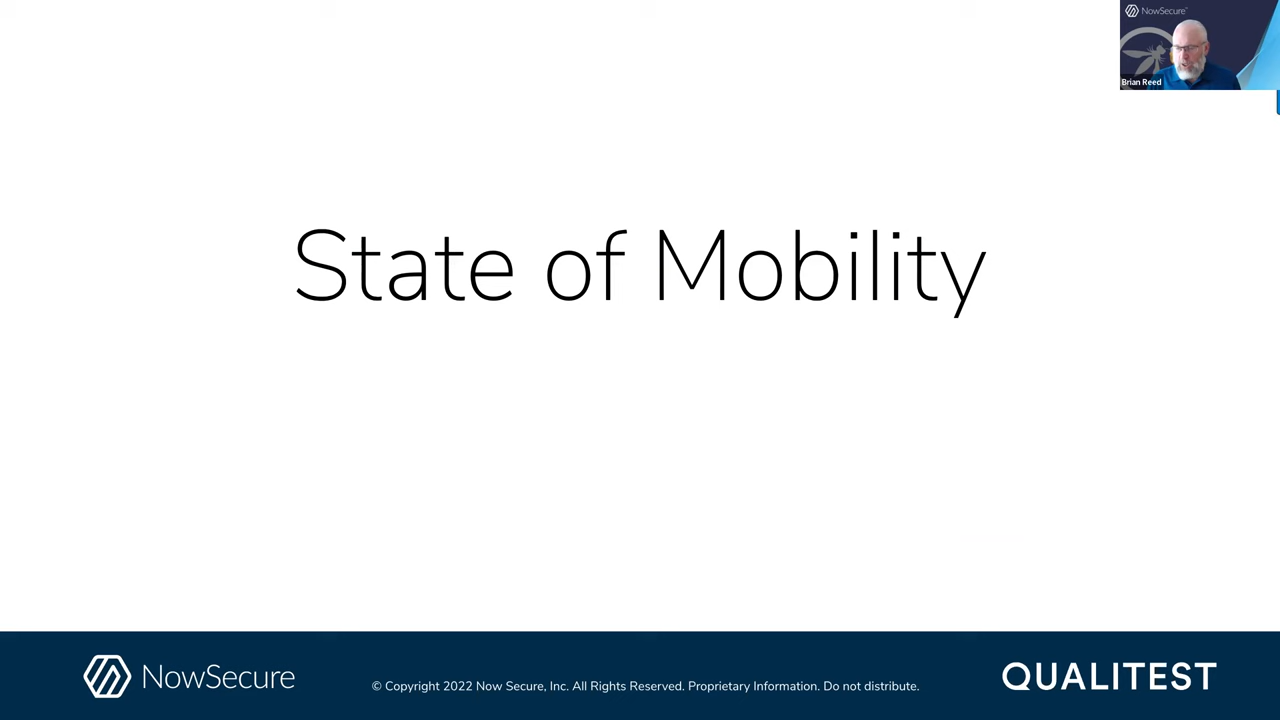 NowSecure™
Brian Reed
State of Mobility
NowSecure
© Copyright 2022 Now Secure, Inc. All Rights Reserved. Proprietary Information. Do not distribute.
QUALITEST